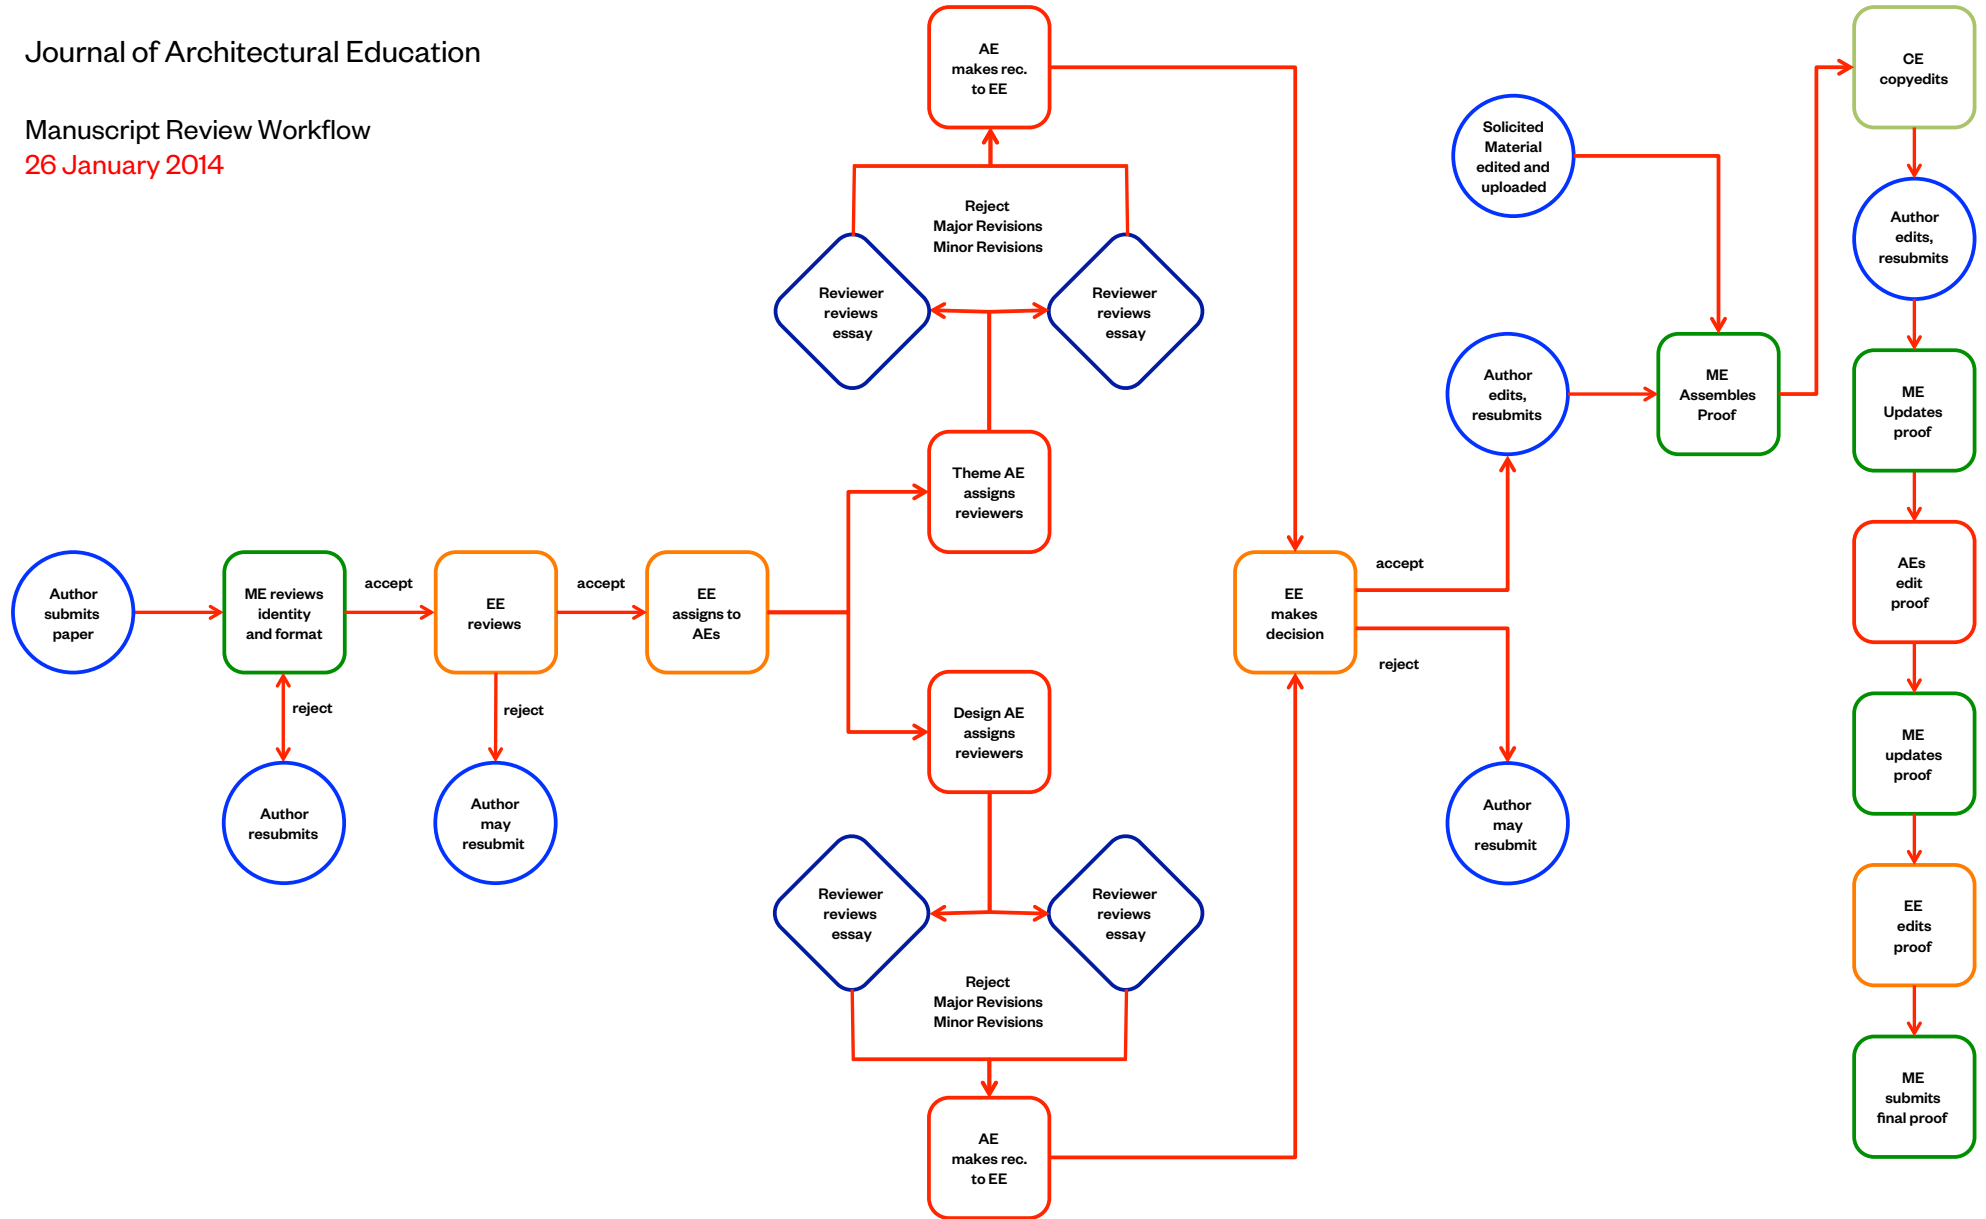 Journal of Architectural Education
Manuscript Review Workflow
26 January 2014
Author
submits
paper
ME reviews
identity
and format
accept
reject
Author
resubmits
EE
reviews
accept
reject
Author
may
resubmit
EE
assigns to
AEs
Theme AE
assigns
reviewers
Reviewer
reviews
essay
Reviewer
reviews
essay
Reject
Major Revisions
Minor Revisions
AE
makes rec.
to EE
Design AE
assigns
reviewers
Reviewer
reviews
essay
Reviewer
reviews
essay
Reject
Major Revisions
Minor Revisions
AE
makes rec.
to EE
EE
makes
decision
accept
reject
Author
edits,
resubmits
Author
may
resubmit
Solicited
Material
edited and
uploaded
ME
Assembles
Proof
CE
copyedits
Author
edits,
resubmits
ME
Updates
proof
AEs
edit
proof
ME
updates
proof
EE
edits
proof
ME
submits
final proof